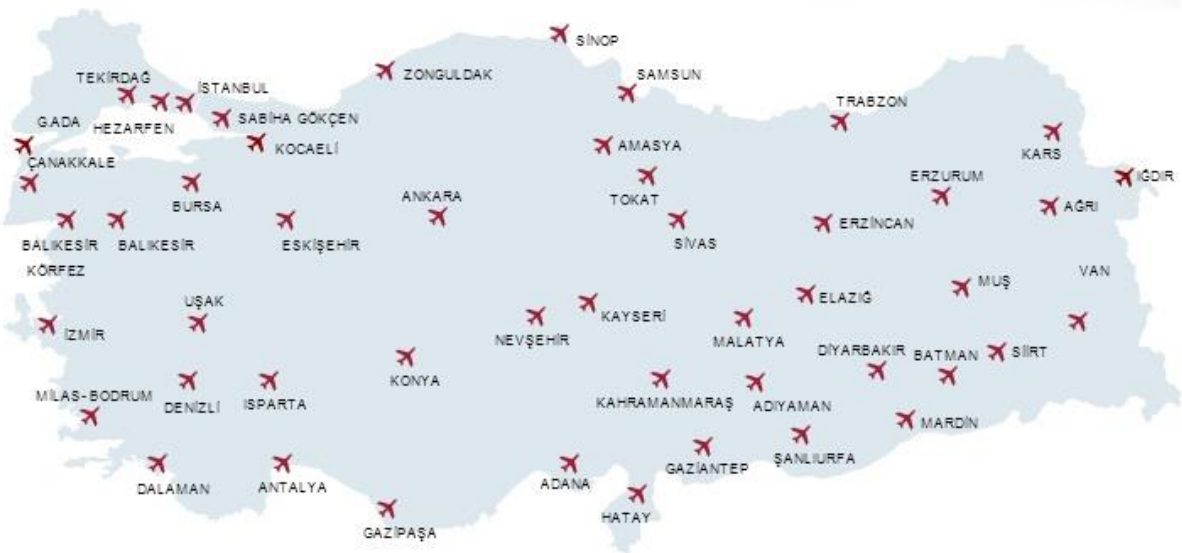 SİNOP
ZONGULDAK
SAMSUN
TEKİRDAĞ
İSTANBUL
TRABZON
G.ADA
HEZARFEN
SABİHA GÖKÇEN
KOCAELİ
AMASYA
KARS
ÇANAKKALE
IĞDIR
BURSA
ANKARA
TOKAT
ERZURUM
AĞRI
BALIKESİR
KÖRFEZ
BALIKESİR
ESKİŞEHİR
SİVAS
ERZİNCAN
VAN
MUŞ
UŞAK
ELAZIĞ
KAYSERİ
İZMİR
NEVŞEHİR
MALATYA
DİYARBAKIR
BATMAN
SİİRT
KONYA
MİLAS-BODRUM
DENİZLİ
ISPARTA
KAHRAMANMARAŞ
ADIYAMAN
MARDİN
ŞANLIURFA
GAZİANTEP
DALAMAN
ANTALYA
ADANA
HATAY
GAZİPAŞA